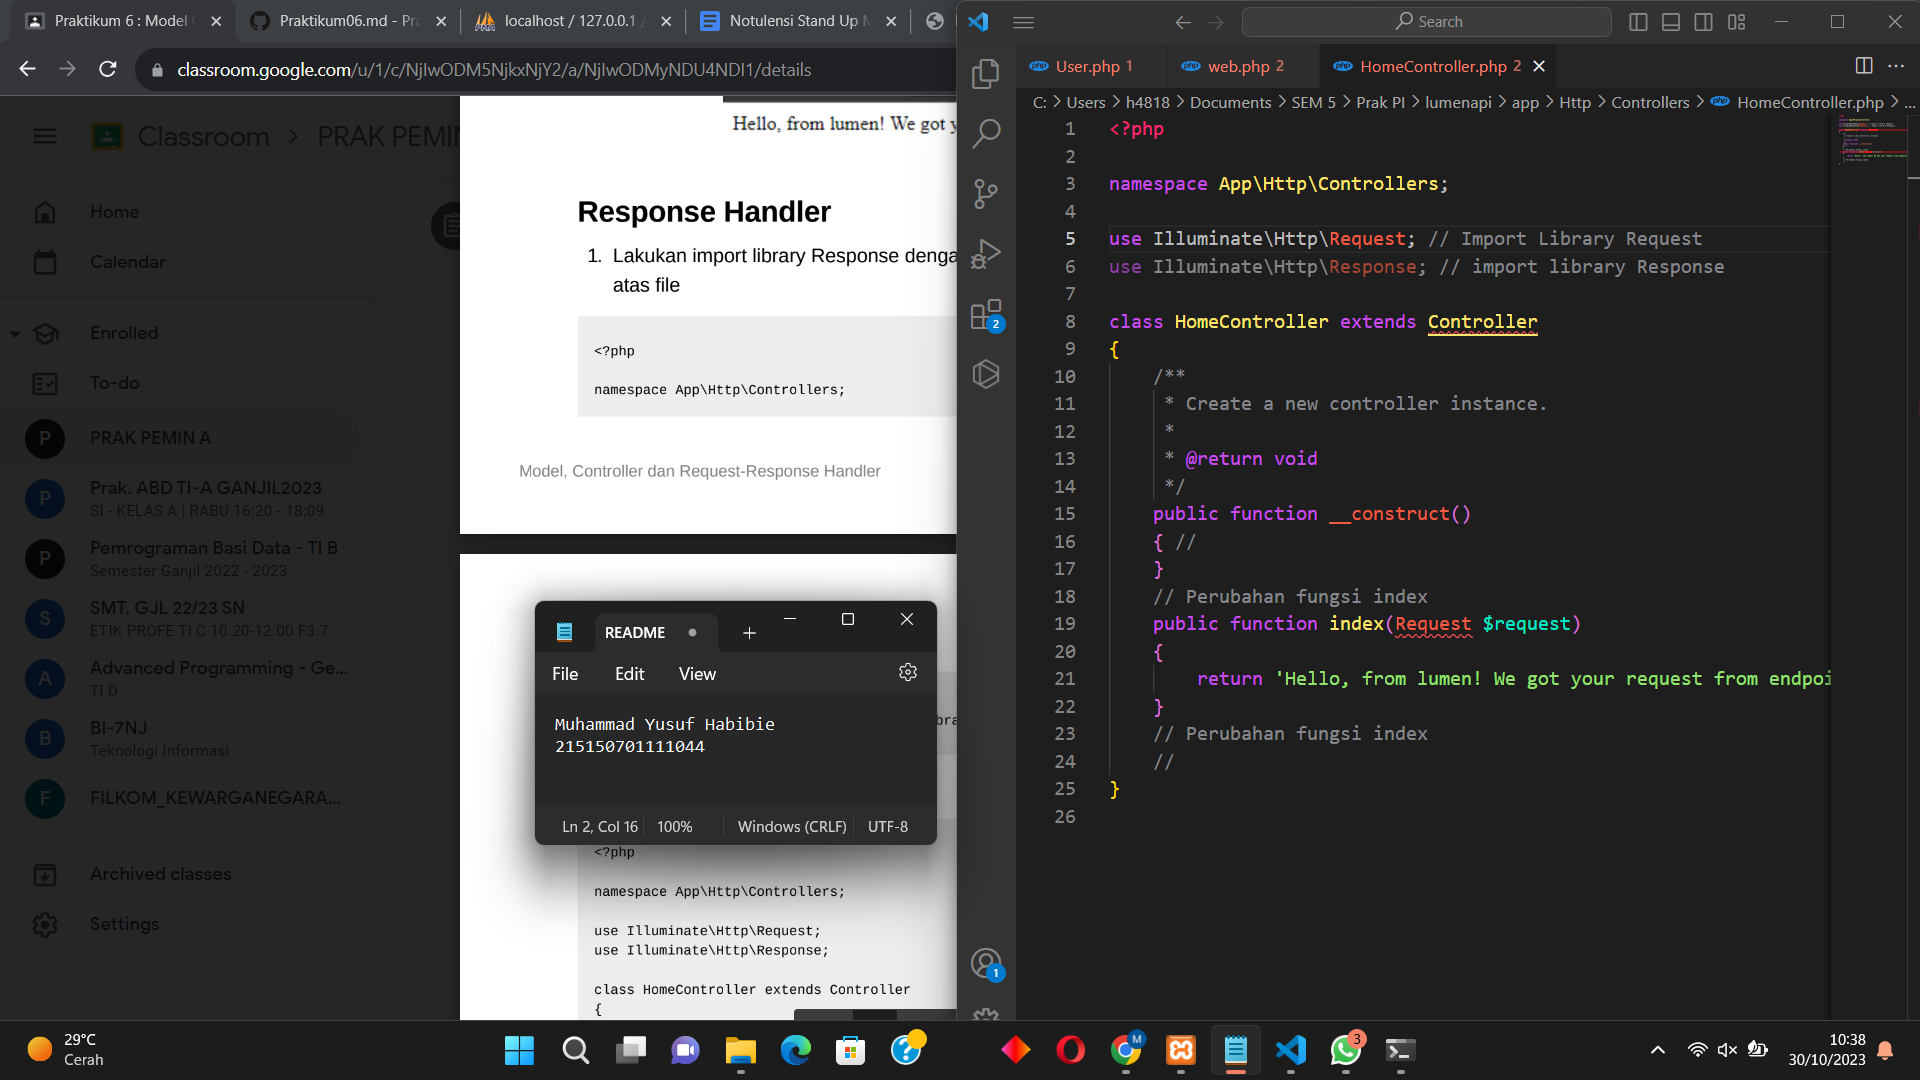 Praktikum 6 : Model
Praktikum06.md - Pra
localhost / 127.0.0.1
Notulensi Stand Up M
classroom.google.com/u/1/c/NjIwODM5NjkxNjY2/a/NjIwODMyNDU4NDI1/details
Classroom > PRAK PEMIN
Home
Calendar
Enrolled
To-do
P
PRAK PEMIN A
P
Prak. ABD TI-A GANJIL2023
SI - KELAS A | RABU 16:20 - 18:09
P
Pemrograman Basi Data - TI B
Semester Ganjil 2022 - 2023
S
SMT. GJL 22/23 SN
ETIK PROFE TI C 10.20-12.00 F3.7
A
Advanced Programming - Ge...
TI D
B
BI-7NJ
Teknologi Informasi
F
FILKOM_KEWARGANEGARA...
Archived classes
Settings
Hello, from lumen! We got y
Response Handler
1. Lakukan import library Response denga
atas file
<?php
namespace App\Http\Controllers;
Model, Controller dan Request-Response Handler
README
+
File Edit View
Muhammad Yusuf Habibie
215150701111044
Ln 2, Col 16 100% Windows (CRLF) UTF-8
bra
<?php
namespace App\Http\Controllers;
use Illuminate\Http\Request;
use Illuminate\Http\Response;
class HomeController extends Controller
{
Search
User.php 1
web.php 2
HomeController.php 2
C: > Users > h4818 > Documents > SEM 5 > Prak PI > lumenapi > app > Http > Controllers > HomeController.php > ...
1 <?php
2
3 namespace App\Http\Controllers;
4
5 use Illuminate\Http\Request; // Import Library Request
6 use Illuminate\Http\Response; // import library Response
7
8 class HomeController extends Controller
9 {
10 /**
11 * Create a new controller instance.
12 *
13 * @return void
14 */
15 public function __construct()
16 { //
17 }
18 // Perubahan fungsi index
19 public function index(Request $request)
20 {
21 return 'Hello, from lumen! We got your request from endpoi
22 }
23 // Perubahan fungsi index
24 //
25 }
26
2
1
29°C
Cerah
M
3
10:38
30/10/2023